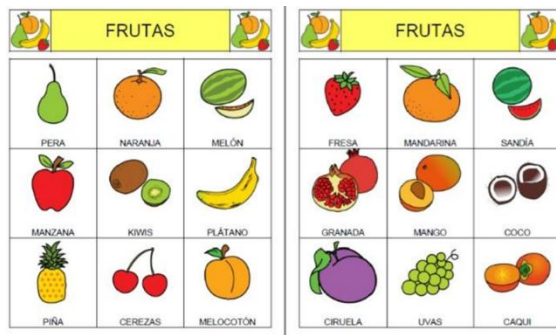 FRUTAS
PERA NARANJA MELÓN
MANZANA KIWIS PLÁTANO
PIÑA CEREZAS MELOCOTÓN
FRUTAS
FRESA MANDARINA SANDÍA
GRANADA MANGO COCO
CIRUELA UVAS CAQUI